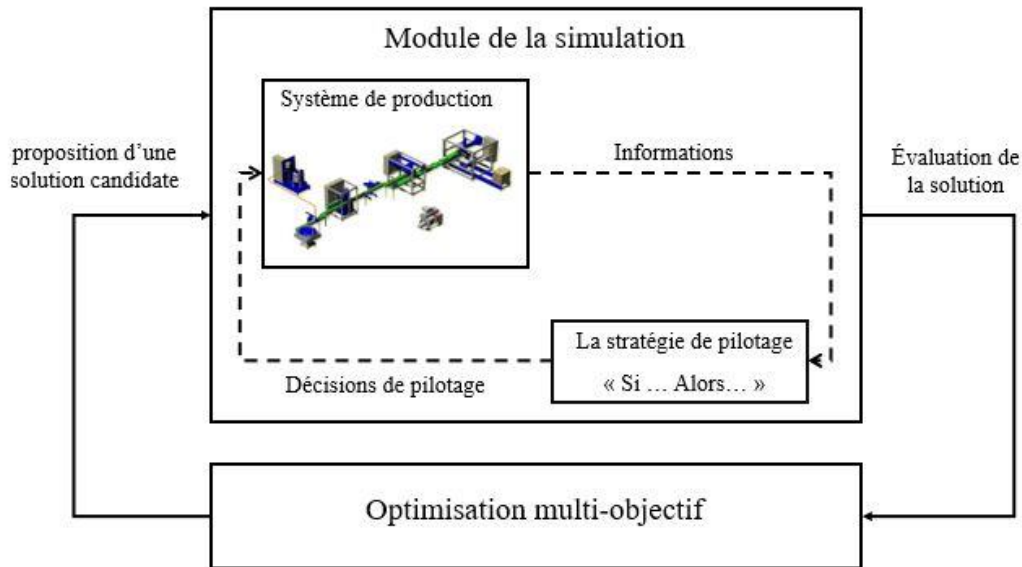 Module de la simulation
Système de production
proposition d’une
solution candidate
Informations
Évaluation de
la solution
La stratégie de pilotage
« Si … Alors… »
Décisions de pilotage
Optimisation multi-objectif